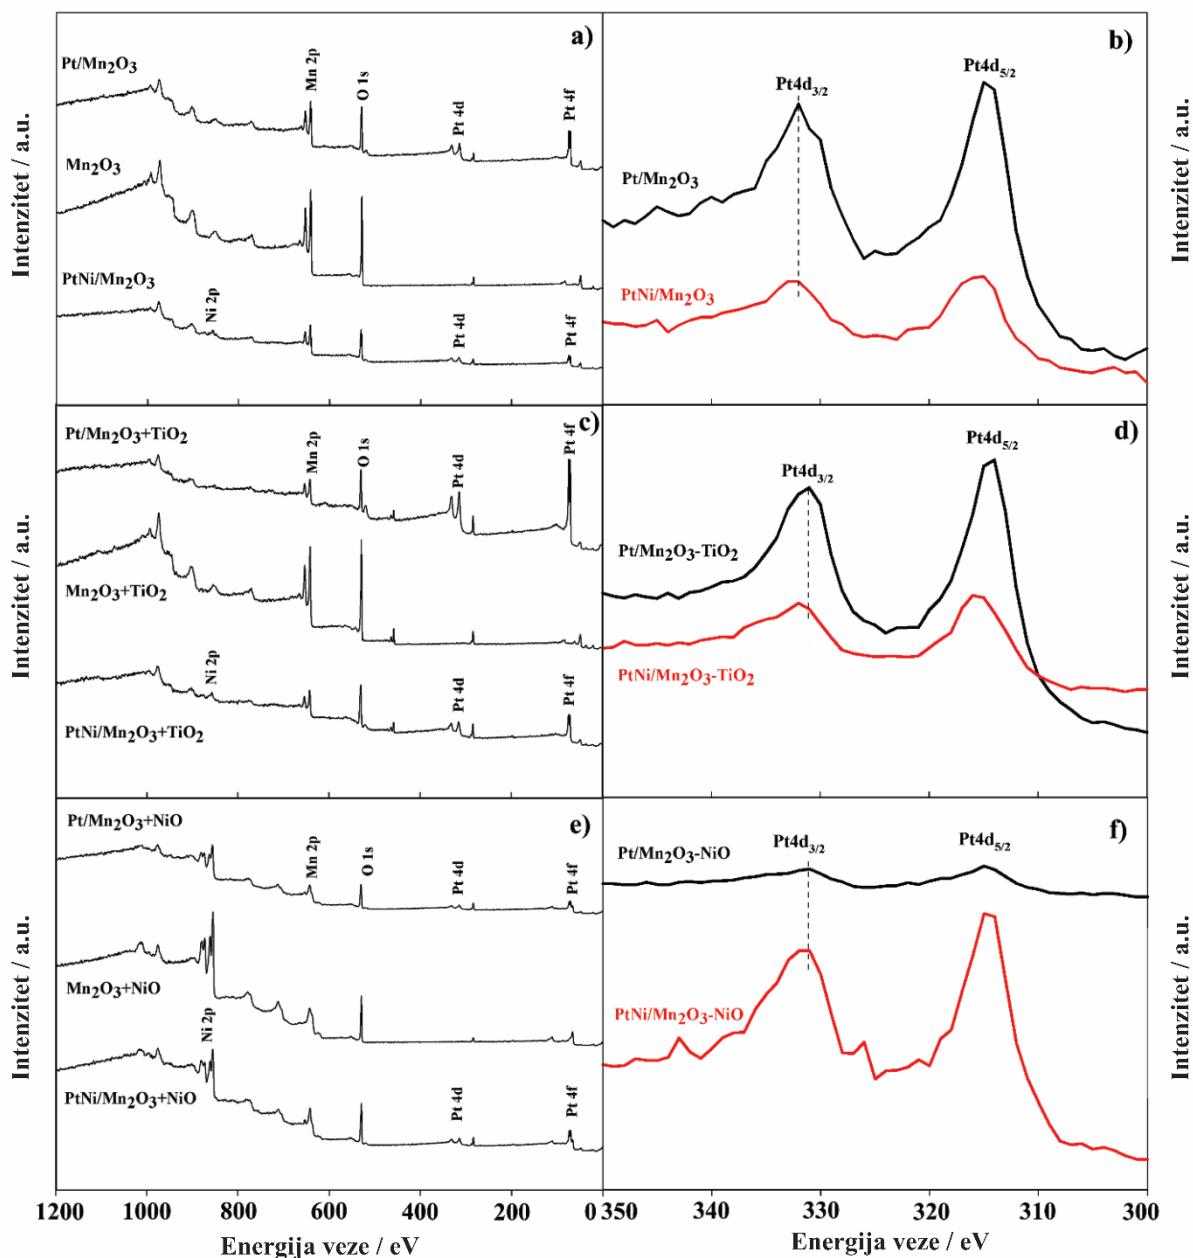 a)
Pt/Mn₂O₃
Mn 2p
O 1s
Pt 4d
Pt 4f
Mn₂O₃
PtNi/Mn₂O₃
Ni 2p
Pt 4d
Pt 4f
Intenzitet / a.u.
b)
Pt4d₃/₂
Pt4d₅/₂
Pt/Mn₂O₃
PtNi/Mn₂O₃
Intenzitet / a.u.
c)
Pt/Mn₂O₃+TiO₂
Mn 2p
O 1s
Pt 4d
Pt 4f
Mn₂O₃+TiO₂
Ni 2p
Pt 4d
Pt 4f
PtNi/Mn₂O₃+TiO₂
Intenzitet / a.u.
d)
Pt4d₃/₂
Pt4d₅/₂
Pt/Mn₂O₃-TiO₂
PtNi/Mn₂O₃-TiO₂
Intenzitet / a.u.
e)
Pt/Mn₂O₃+NiO
Mn 2p
O 1s
Pt 4d
Pt 4f
Mn₂O₃+NiO
Ni 2p
PtNi/Mn₂O₃+NiO
Pt 4d
Pt 4f
Intenzitet / a.u.
f)
Pt/Mn₂O₃-NiO
Pt4d₃/₂
Pt4d₅/₂
PtNi/Mn₂O₃-NiO
Intenzitet / a.u.
1200 1000 800 600 400 200 0
350 340 330 320 310 300
Energija veze / eV
Energija veze / eV